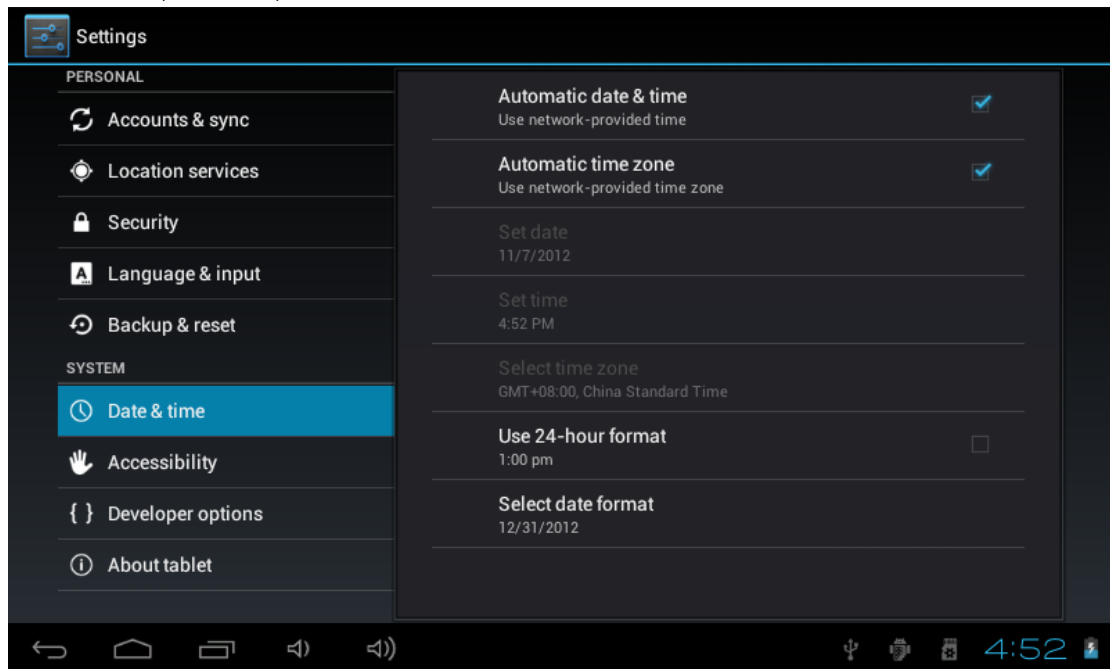 Settings
PERSONAL
Accounts & sync
Location services
Security
Language & input
Backup & reset
SYSTEM
Date & time
Accessibility
{ } Developer options
About tablet
Automatic date & time
Use network-provided time
Automatic time zone
Use network-provided time zone
Set date
11/7/2012
Set time
4:52 PM
Select time zone
GMT+08:00, China Standard Time
Use 24-hour format
1:00 pm
Select date format
12/31/2012
4:52